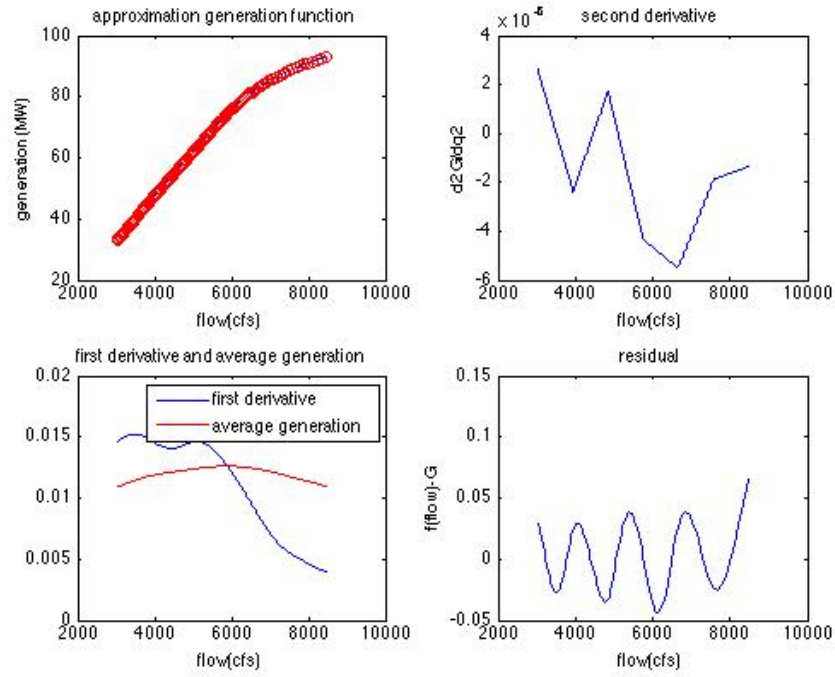 approximation generation function
100
80
60
40
20
generation (MW)
2000 4000 6000 8000 10000
flow(cfs)
second derivative
x 10^-6
4
2
0
-2
-4
-6
d2G/dq2
2000 4000 6000 8000 10000
flow(cfs)
first derivative and average generation
0.02
0.015
0.01
0.005
0
first derivative
average generation
2000 4000 6000 8000 10000
flow(cfs)
residual
0.15
0.1
0.05
0
-0.05
f(flow)-G
2000 4000 6000 8000 10000
flow(cfs)